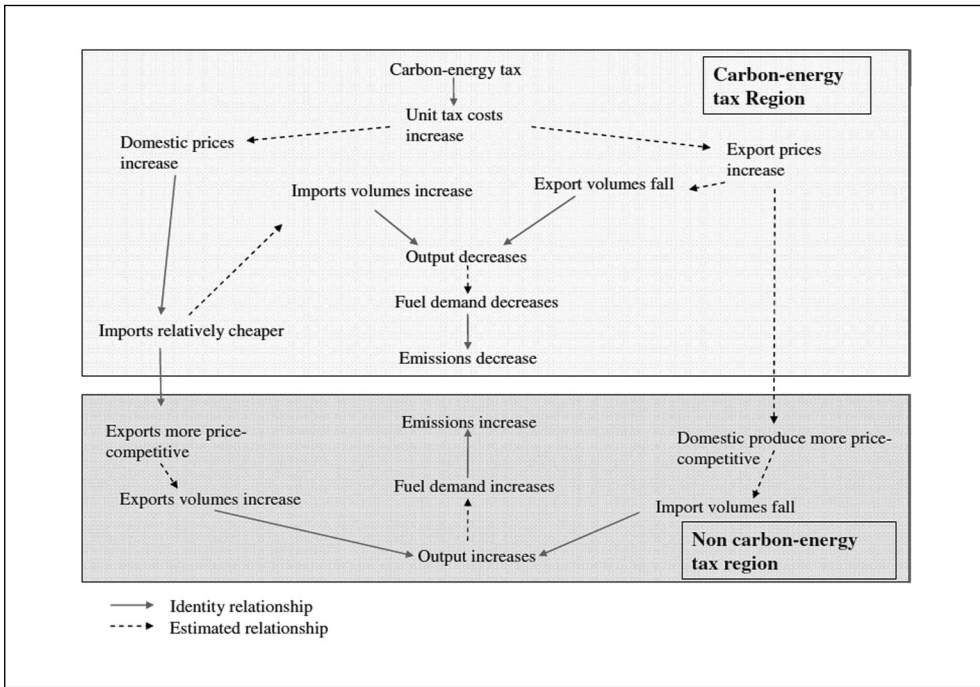 Carbon-energy tax
Carbon-energy
tax Region
Unit tax costs
increase
Domestic prices
increase
Export prices
increase
Imports volumes increase
Export volumes fall
Output decreases
Fuel demand decreases
Imports relatively cheaper
Emissions decrease
Emissions increase
Exports more price-
competitive
Domestic produce more price-
competitive
Fuel demand increases
Exports volumes increase
Import volumes fall
Output increases
Non carbon-energy
tax region
Identity relationship
Estimated relationship